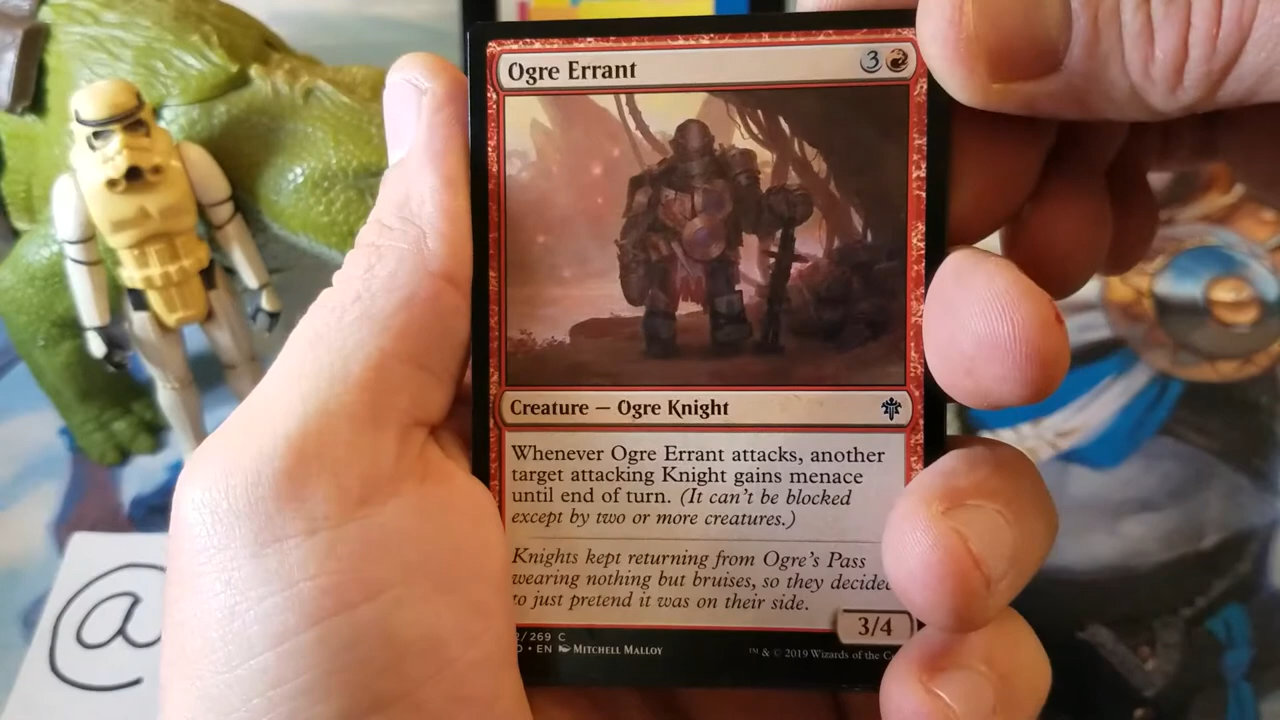 Ogre Errant 3
Creature — Ogre Knight
Whenever Ogre Errant attacks, another
target attacking Knight gains menace
until end of turn. (It can't be blocked
except by two or more creatures.)
Knights kept returning from Ogre's Pass
wearing nothing but bruises, so they decided
to just pretend it was on their side.
3/4
/269 C
• EN Mitchell Malloy
™ & © 2019 Wizards of the
@